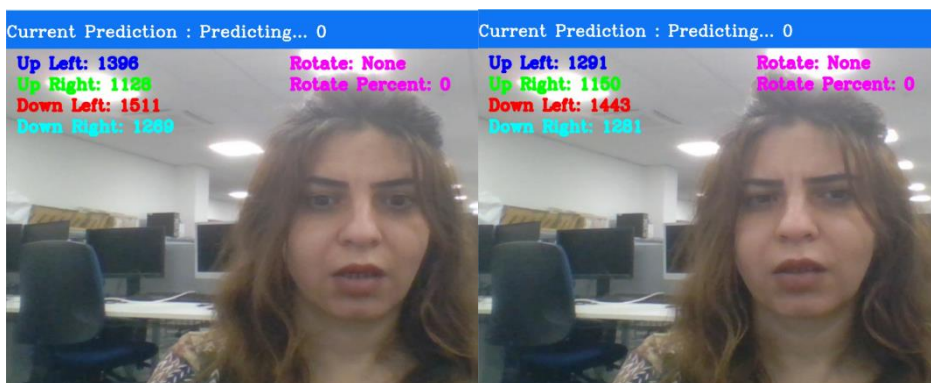 Current Prediction : Predicting... 0
Up Left: 1396
Up Right: 1128
Down Left: 1511
Down Right: 1269
Rotate: None
Rotate Percent: 0
Current Prediction : Predicting... 0
Up Left: 1291
Up Right: 1150
Down Left: 1443
Down Right: 1281
Rotate: None
Rotate Percent: 0